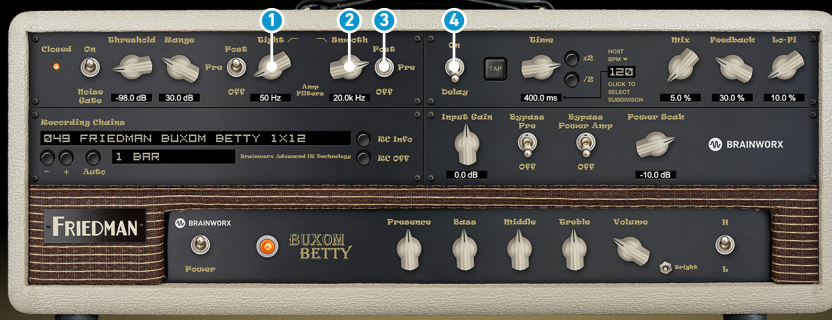 1 2 3 4
Closed On Threshold Range Post Tight Smooth Post
Pre Pre
Noise Gate -98.0 dB 30.0 dB Off 50 Hz Amp Filters 20.0k Hz Off
On Time HOST BPM Mix Feedback Lo-Fi
TAP x2 /2 120
CLICK TO SELECT SUBDIVISON
Delay 400.0 ms 5.0 % 30.0 % 10.0 %
Recording Chains
049 FRIEDMAN BUXOM BETTY 1X12 RC Info
1 BAR Brainworx Advanced IR Technology RC Off
- + Auto
Input Gain Bypass Pre Bypass Power Amp Power Soak
BRAINWORX
0.0 dB Off Off -10.0 dB
FRIEDMAN
BRAINWORX
Power
BUXOM BETTY
Presence Bass Middle Treble Volume H
Bright L